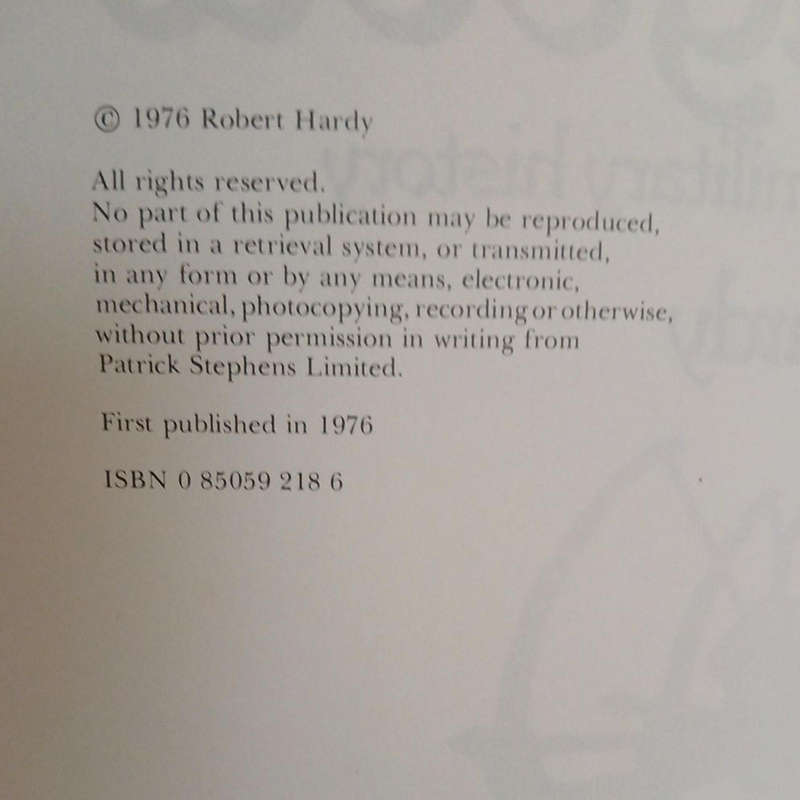 © 1976 Robert Hardy
All rights reserved.
No part of this publication may be reproduced,
stored in a retrieval system, or transmitted,
in any form or by any means, electronic,
mechanical, photocopying, recording or otherwise,
without prior permission in writing from
Patrick Stephens Limited.
First published in 1976
ISBN 0 85059 218 6